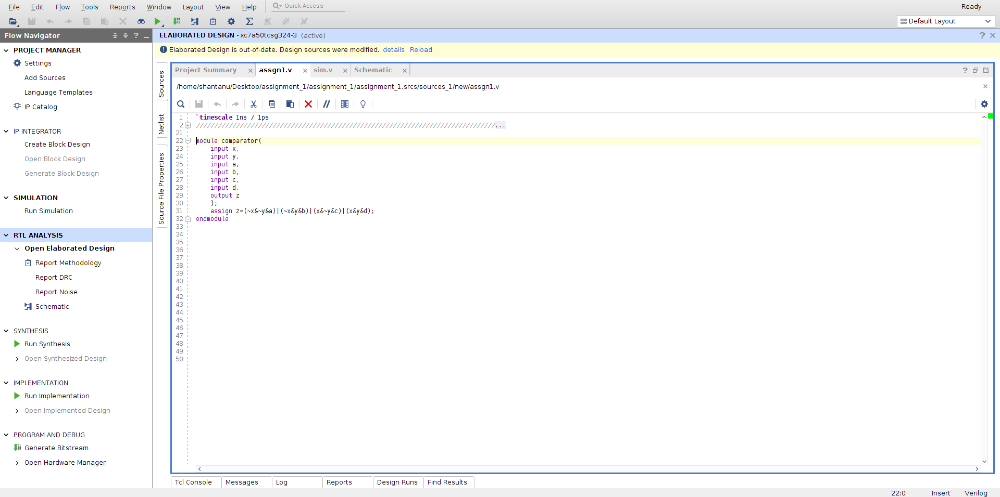 File Edit Flow Tools Reports Window Layout View Help Quick Access Ready
Default Layout
Flow Navigator ?
PROJECT MANAGER
Settings
Add Sources
Language Templates
IP Catalog
IP INTEGRATOR
Create Block Design
Open Block Design
Generate Block Design
SIMULATION
Run Simulation
RTL ANALYSIS
Open Elaborated Design
Report Methodology
Report DRC
Report Noise
Schematic
SYNTHESIS
Run Synthesis
Open Synthesized Design
IMPLEMENTATION
Run Implementation
Open Implemented Design
PROGRAM AND DEBUG
Generate Bitstream
Open Hardware Manager
ELABORATED DESIGN - xc7a50tcsg324-3 (active) ?
Elaborated Design is out-of-date. Design sources were modified. details Reload
Sources
Netlist
Source File Properties
Project Summary assgn1.v sim.v Schematic ?
/home/shantanu/Desktop/assignment_1/assignment_1/assignment_1.srcs/sources_1/new/assgn1.v
1 `timescale 1ns / 1ps
2 //////////////////////////////////////////////////////////////////////////////////...
21
22 module comparator(
23 input x,
24 input y,
25 input a,
26 input b,
27 input c,
28 input d,
29 output z
30 );
31 assign z=(~x&~y&a)|(~x&y&b)|(x&~y&c)|(x&y&d);
32 endmodule
33
34
35
36
37
38
39
40
41
42
43
44
45
46
47
48
49
50
Tcl Console Messages Log Reports Design Runs Find Results
22:0 Insert Verilog